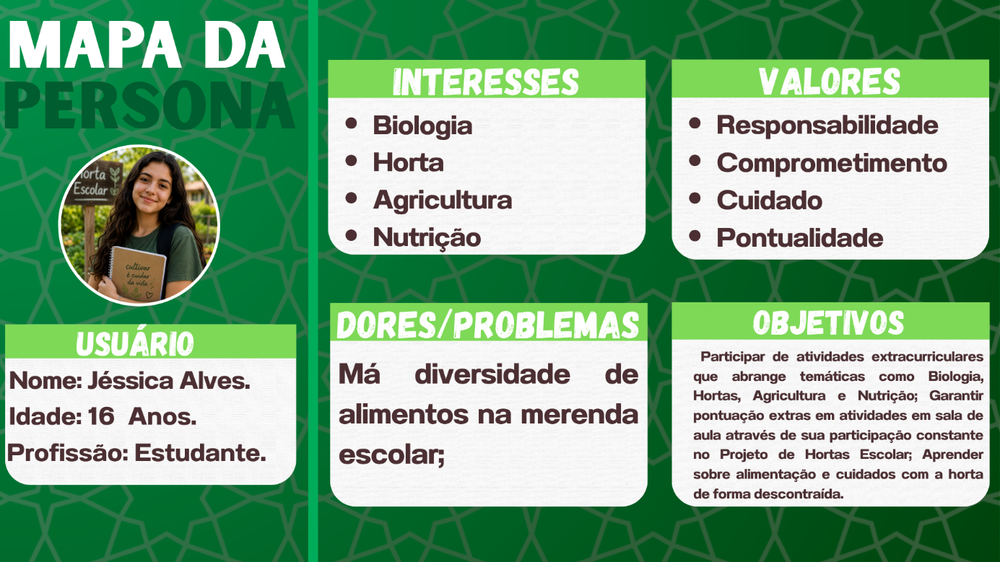 MAPA DA
PERSONA
orta
Escolar
cultivar
é cuidar
da vida
USUÁRIO
Nome: Jéssica Alves.
Idade: 16 Anos.
Profissão: Estudante.
INTERESSES
• Biologia
• Horta
• Agricultura
• Nutrição
VALORES
• Responsabilidade
• Comprometimento
• Cuidado
• Pontualidade
DORES/PROBLEMAS
Má diversidade de
alimentos na merenda
escolar;
OBJETIVOS
Participar de atividades extracurriculares
que abrange temáticas como Biologia,
Hortas, Agricultura e Nutrição; Garantir
pontuação extras em atividades em sala de
aula através de sua participação constante
no Projeto de Hortas Escolar; Aprender
sobre alimentação e cuidados com a horta
de forma descontraída.